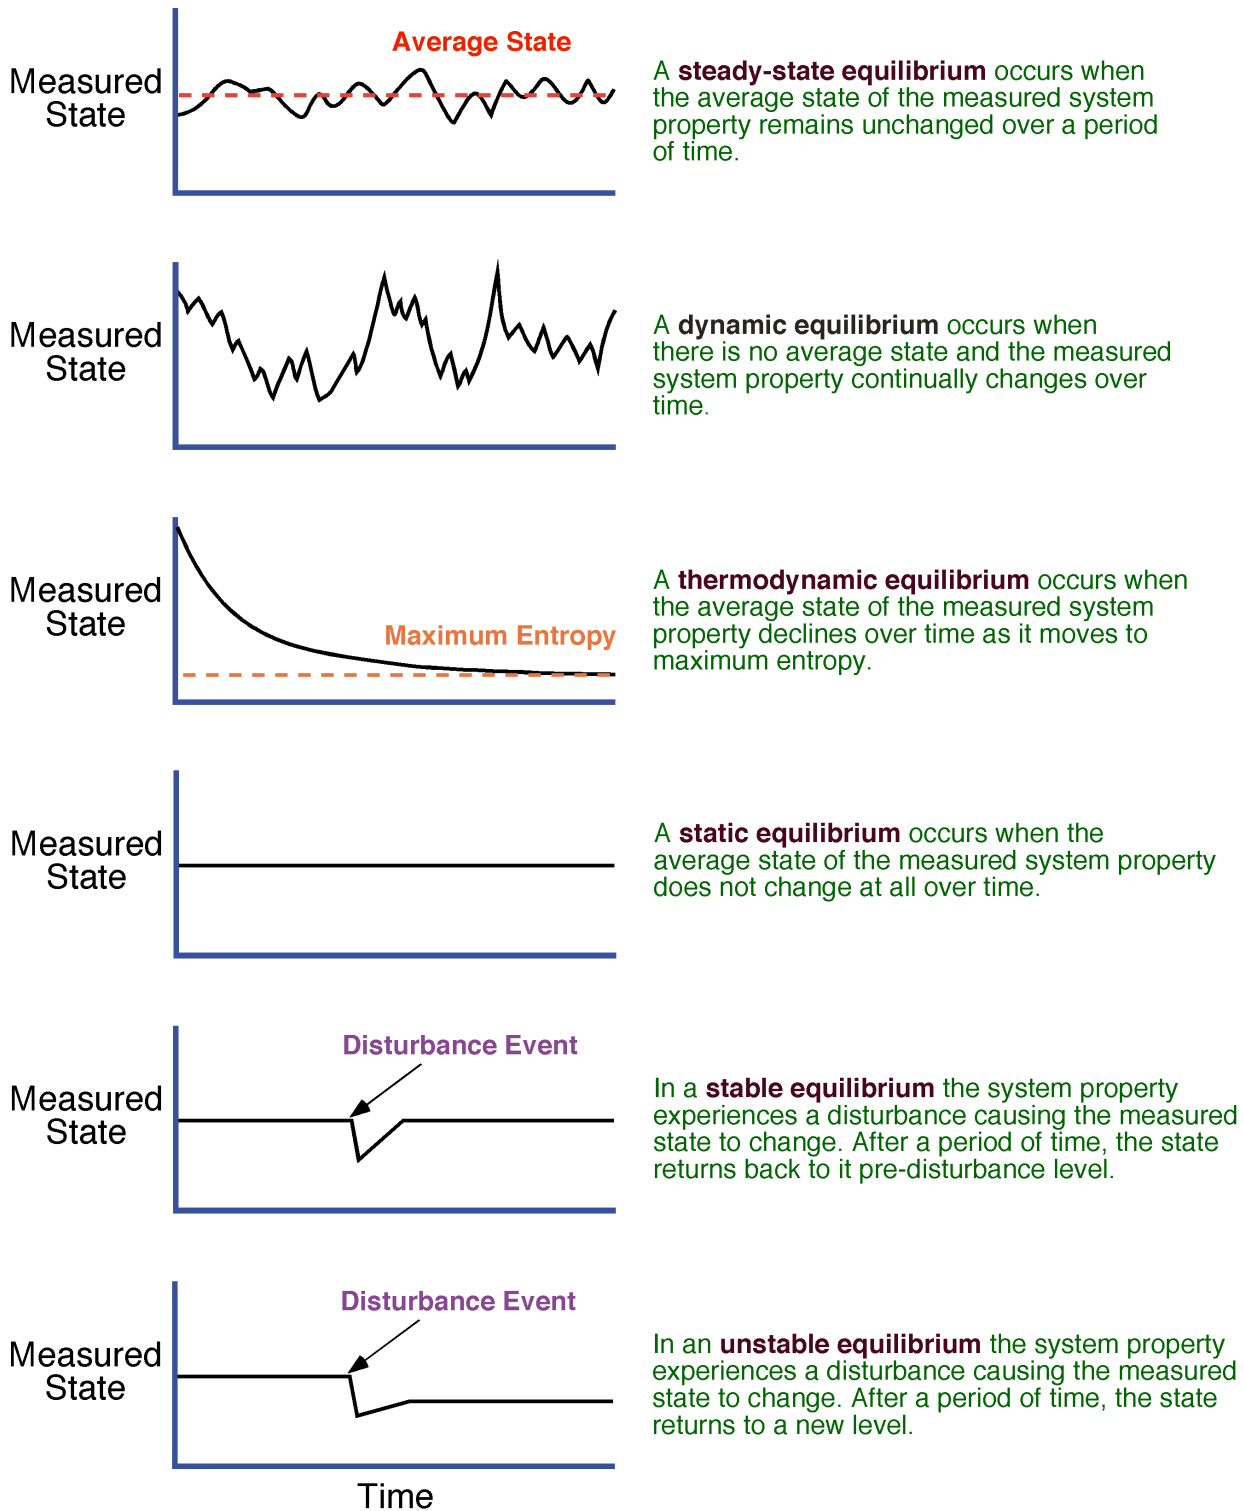 Average State
Measured
State
A steady-state equilibrium occurs when
the average state of the measured system
property remains unchanged over a period
of time.
Measured
State
A dynamic equilibrium occurs when
there is no average state and the measured
system property continually changes over
time.
Measured
State
Maximum Entropy
A thermodynamic equilibrium occurs when
the average state of the measured system
property declines over time as it moves to
maximum entropy.
Measured
State
A static equilibrium occurs when the
average state of the measured system property
does not change at all over time.
Disturbance Event
Measured
State
In a stable equilibrium the system property
experiences a disturbance causing the measured
state to change. After a period of time, the state
returns back to it pre-disturbance level.
Disturbance Event
Measured
State
In an unstable equilibrium the system property
experiences a disturbance causing the measured
state to change. After a period of time, the state
returns to a new level.
Time